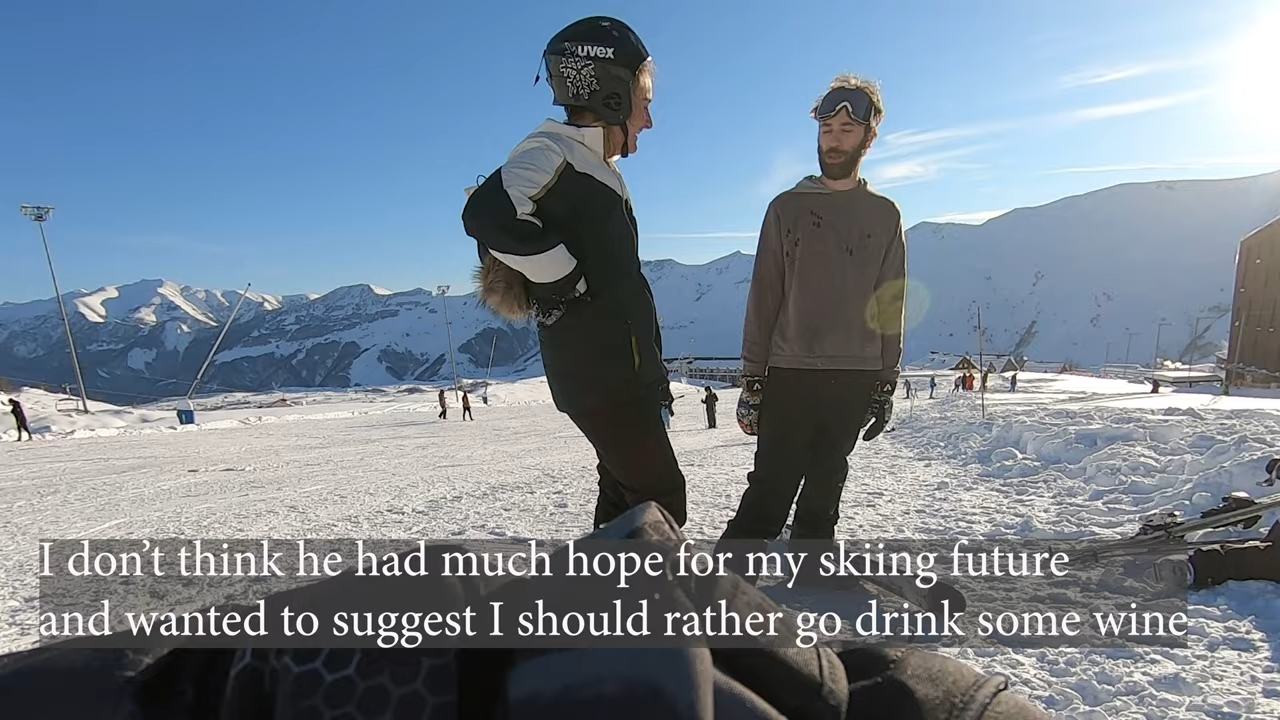 uvex
I don’t think he had much hope for my skiing future
and wanted to suggest I should rather go drink some wine